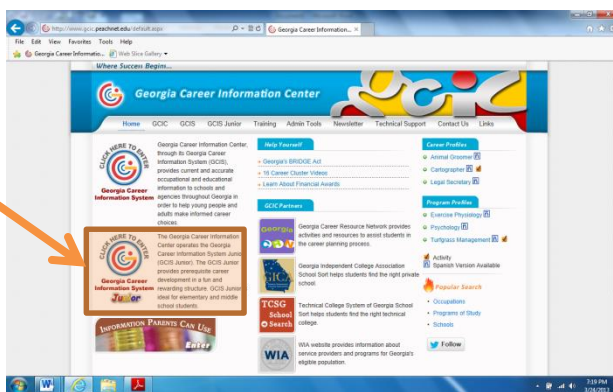 http://www.gcic.peachnet.edu/default.aspx
Georgia Career Information...
File Edit View Favorites Tools Help
Georgia Career Informatio... Web Slice Gallery
Where Success Begins...
Georgia Career Information Center
gcic
Home GCIC GCIS GCIS Junior Training Admin Tools Newsletter Technical Support Contact Us Links
CLICK HERE TO ENTER
Georgia Career
Information System
Georgia Career Information Center,
through its Georgia Career
Information System (GCIS),
provides current and accurate
occupational and educational
information to schools and
agencies throughout Georgia in
order to help young people and
adults make informed career
choices.
CLICK HERE TO ENTER
Georgia Career
Information System
Junior
The Georgia Career Information
Center operates the Georgia
Career Information System Junior
(GCIS Junior). The GCIS Junior
provides prerequisite career
development in a fun and
rewarding structure. GCIS Junior
ideal for elementary and middle
school students.
INFORMATION PARENTS CAN USE
Enter
Help Yourself
Georgia's BRIDGE Act
16 Career Cluster Videos
Learn About Financial Awards
GCIC Partners
Georgia
Georgia Career Resource Network provides
activities and resources to assist students in
the career planning process.
GICA
Georgia Independent College Association
School Sort helps students find the right private
school.
TCSG
School
Search
Technical College System of Georgia School
Sort helps students find the right technical
college.
WIA
WIA website provides information about
service providers and programs for Georgia's
eligible population.
Career Profiles
Animal Groomer
Cartographer
Legal Secretary
Program Profiles
Exercise Physiology
Psychology
Turfgrass Management
Activity
Spanish Version Available
Popular Search
Occupations
Programs of Study
Schools
Follow
3:19 PM
3/24/2013